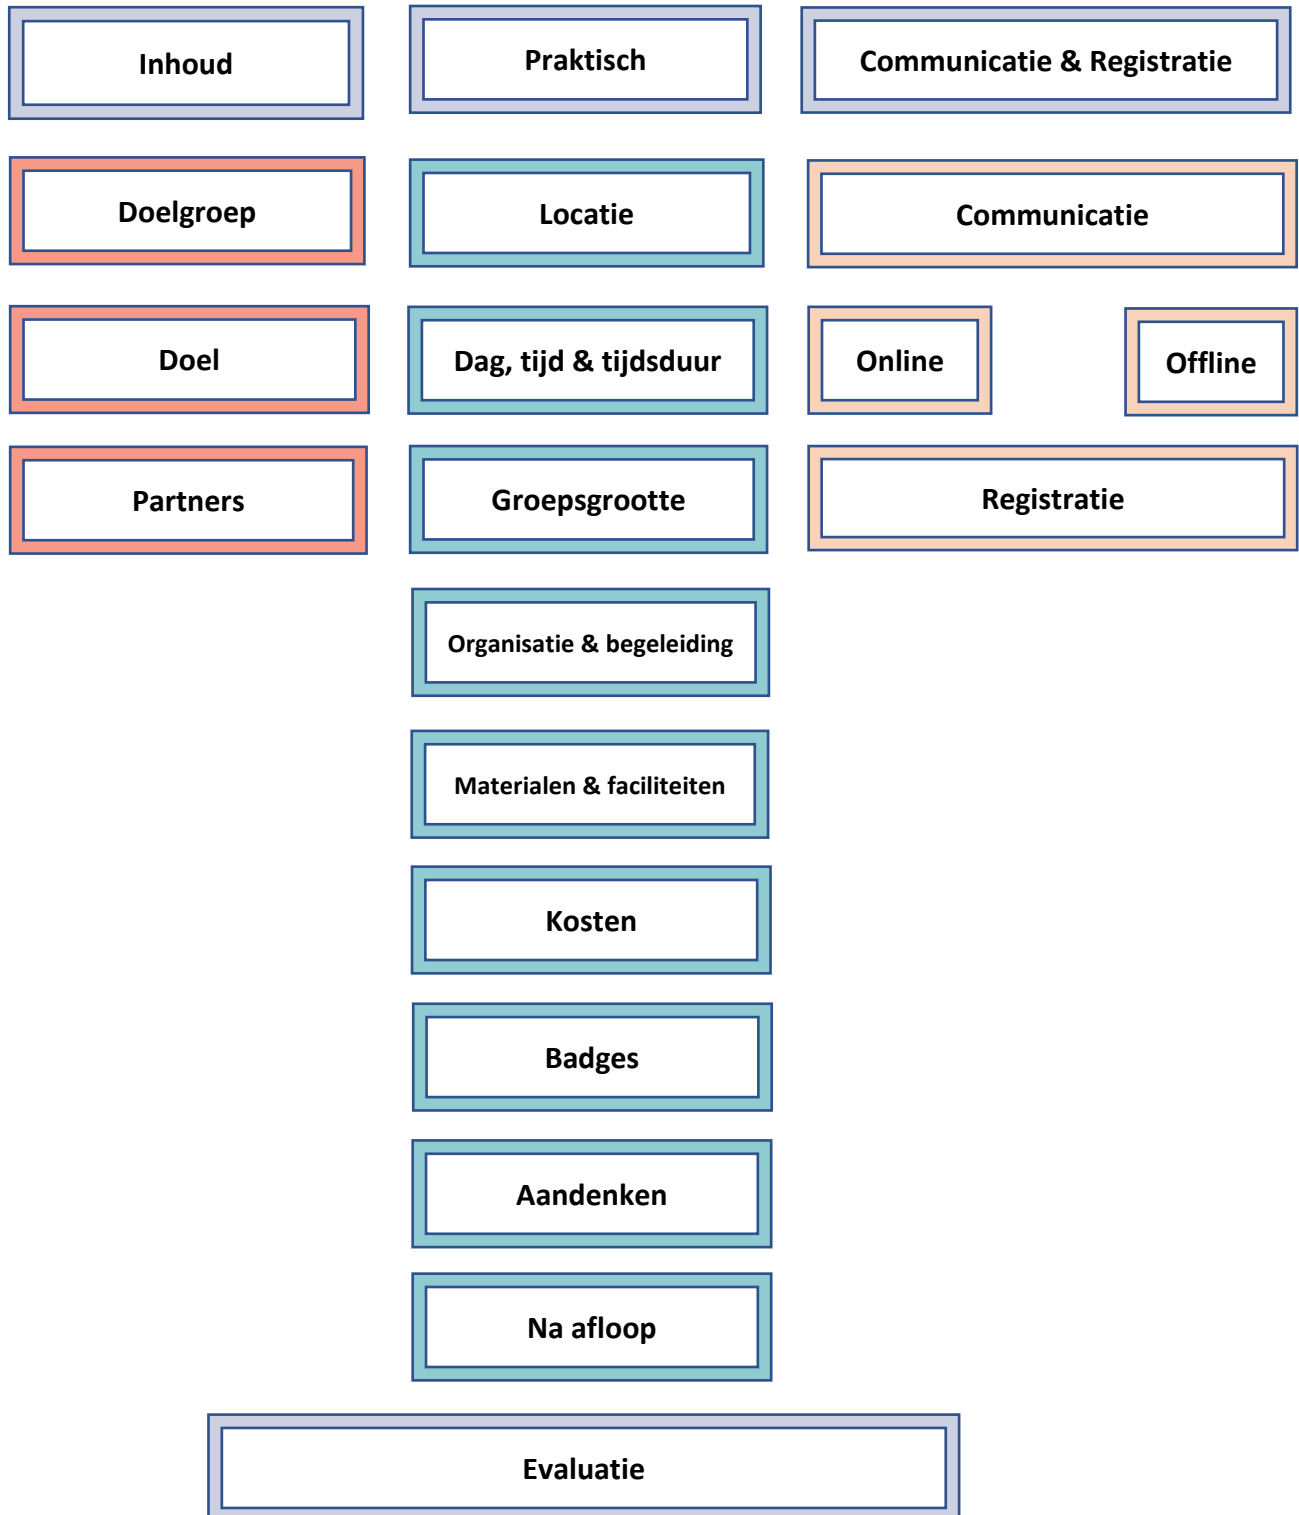 Inhoud
Praktisch
Communicatie & Registratie
Doelgroep
Locatie
Communicatie
Doel
Dag, tijd & tijdsduur
Online
Offline
Partners
Groepsgrootte
Registratie
Organisatie & begeleiding
Materialen & faciliteiten
Kosten
Badges
Aandenken
Na afloop
Evaluatie